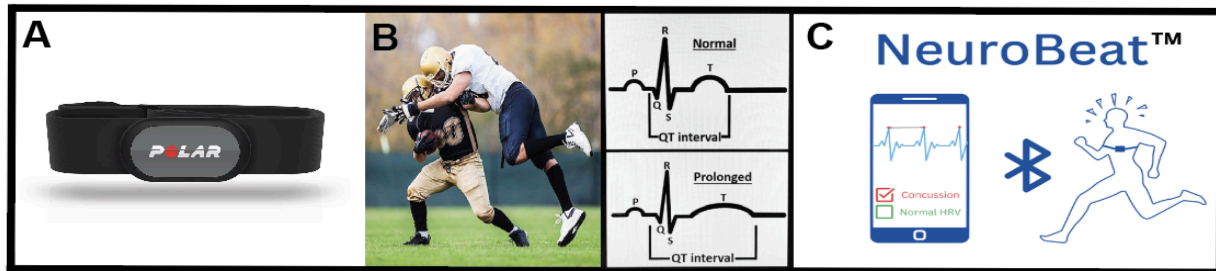 A
POLAR
B
Normal
R
P
T
Q
S
QT interval
Prolonged
R
P
T
Q
S
QT interval
C
NeuroBeat™
Concussion
Normal HRV